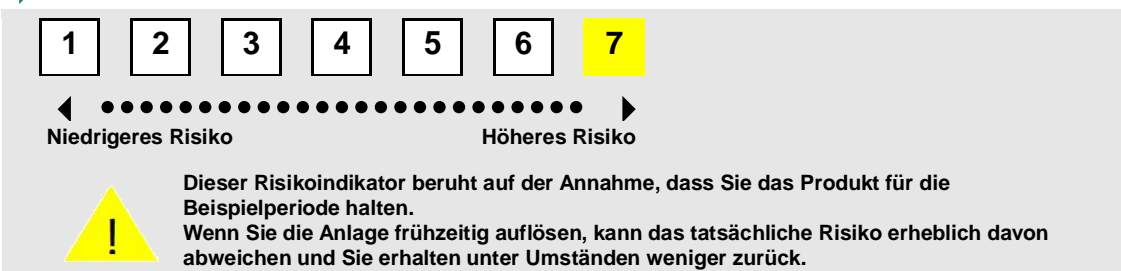 1 2 3 4 5 6 7
Niedrigeres Risiko Höheres Risiko
! Dieser Risikoindikator beruht auf der Annahme, dass Sie das Produkt für die
Beispielperiode halten.
Wenn Sie die Anlage frühzeitig auflösen, kann das tatsächliche Risiko erheblich davon
abweichen und Sie erhalten unter Umständen weniger zurück.